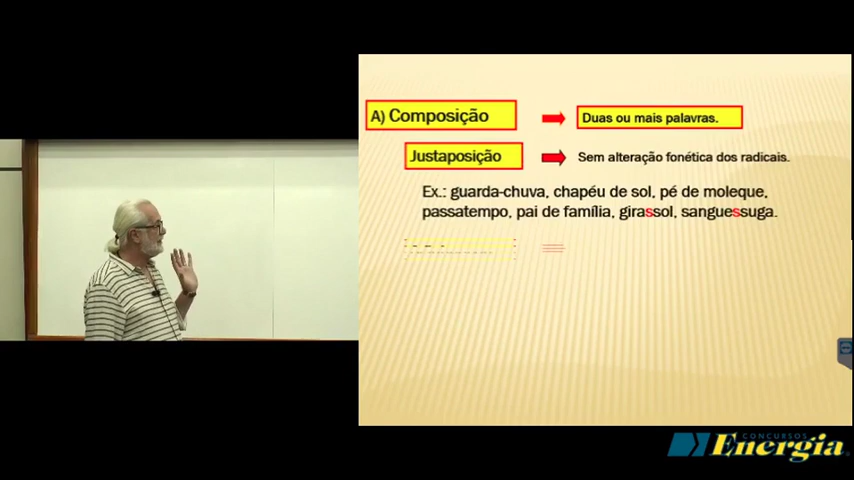 A) Composição
Duas ou mais palavras.
Justaposição
Sem alteração fonética dos radicais.
Ex.: guarda-chuva, chapéu de sol, pé de moleque,
passatempo, pai de família, girassol, sanguessuga.
CONCURSOS
Energia